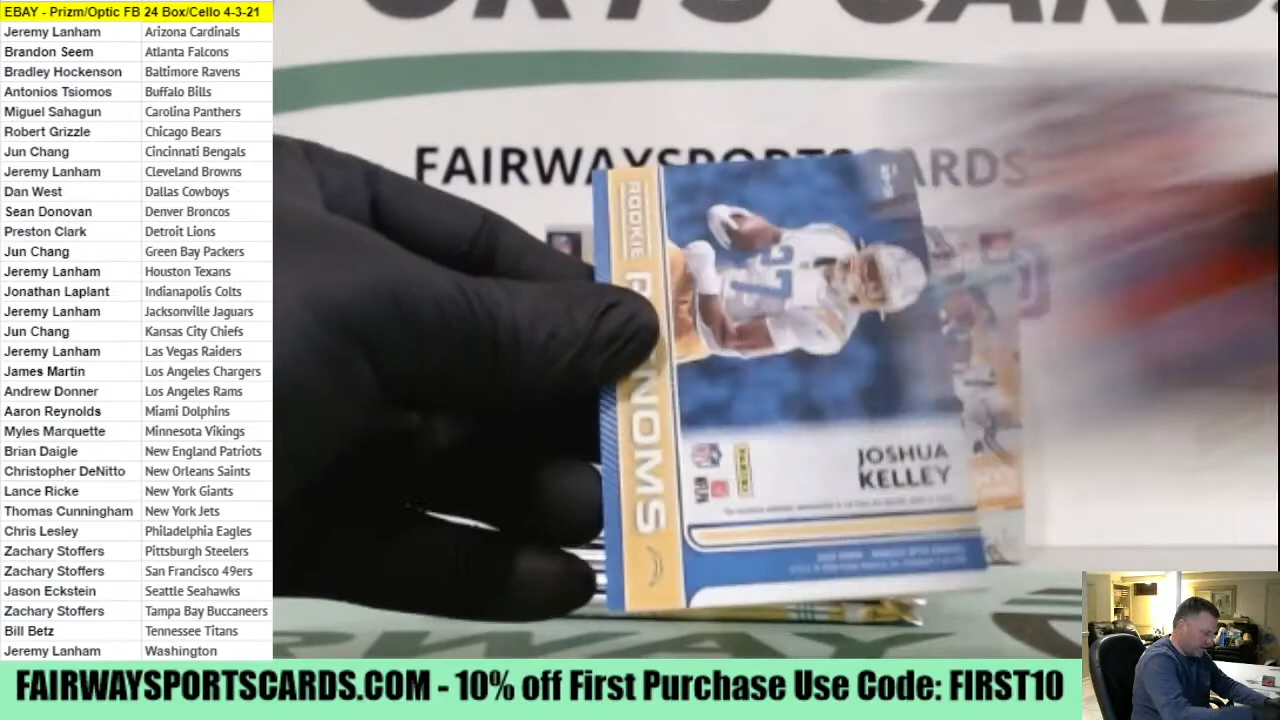 EBAY - Prizm/Optic FB 24 Box/Cello 4-3-21
Jeremy Lanham Arizona Cardinals
Brandon Seem Atlanta Falcons
Bradley Hockenson Baltimore Ravens
Antonios Tsiomos Buffalo Bills
Miguel Sahagun Carolina Panthers
Robert Grizzle Chicago Bears
Jun Chang Cincinnati Bengals
Jeremy Lanham Cleveland Browns
Dan West Dallas Cowboys
Sean Donovan Denver Broncos
Preston Clark Detroit Lions
Jun Chang Green Bay Packers
Jeremy Lanham Houston Texans
Jonathan Laplant Indianapolis Colts
Jeremy Lanham Jacksonville Jaguars
Jun Chang Kansas City Chiefs
Jeremy Lanham Las Vegas Raiders
James Martin Los Angeles Chargers
Andrew Donner Los Angeles Rams
Aaron Reynolds Miami Dolphins
Myles Marquette Minnesota Vikings
Brian Daigle New England Patriots
Christopher DeNitto New Orleans Saints
Lance Ricke New York Giants
Thomas Cunningham New York Jets
Chris Lesley Philadelphia Eagles
Zachary Stoffers Pittsburgh Steelers
Zachary Stoffers San Francisco 49ers
Jason Eckstein Seattle Seahawks
Zachary Stoffers Tampa Bay Buccaneers
Bill Betz Tennessee Titans
Jeremy Lanham Washington
CARDS
FAIRWAYSPORTSCARDS
ROOKIE
27
JOSHUA
KELLEY
PANINI
NFL
FAIRWAY
FAIRWAYSPORTSCARDS.COM - 10% off First Purchase Use Code: FIRST10